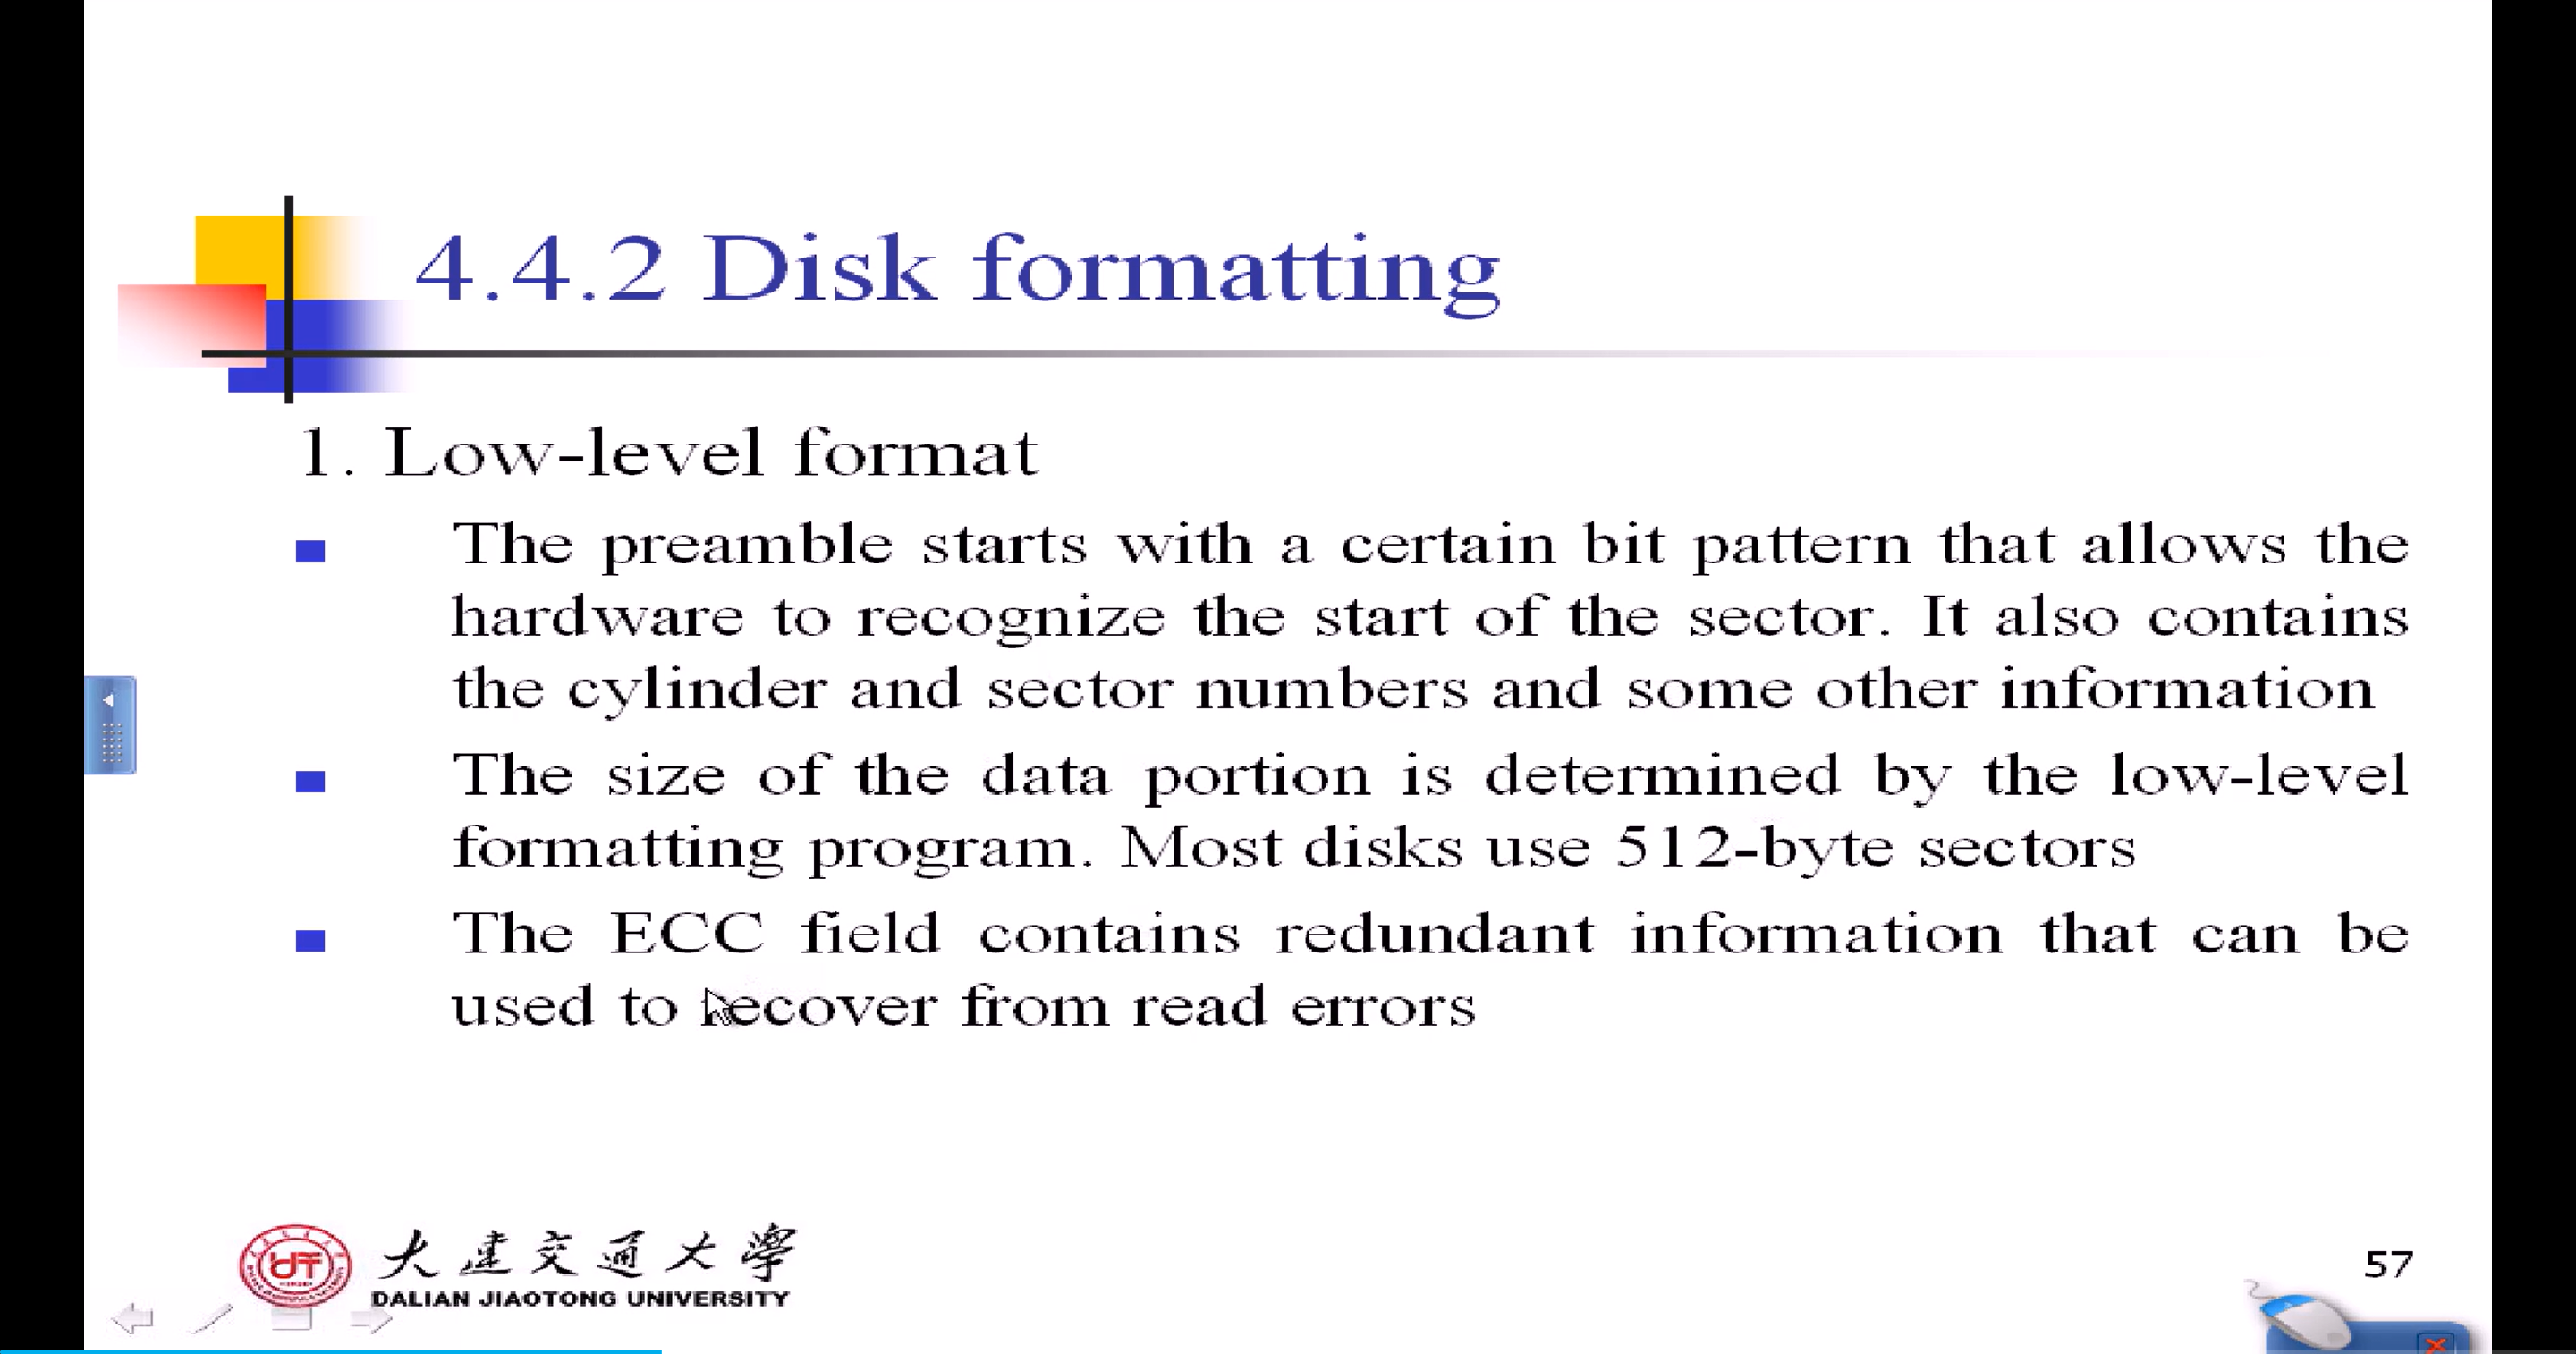 4.4.2 Disk formatting
1. Low-level format
The preamble starts with a certain bit pattern that allows the
hardware to recognize the start of the sector. It also contains
the cylinder and sector numbers and some other information
The size of the data portion is determined by the low-level
formatting program. Most disks use 512-byte sectors
The ECC field contains redundant information that can be
used to recover from read errors
大连交通大学
DALIAN JIAOTONG UNIVERSITY
57